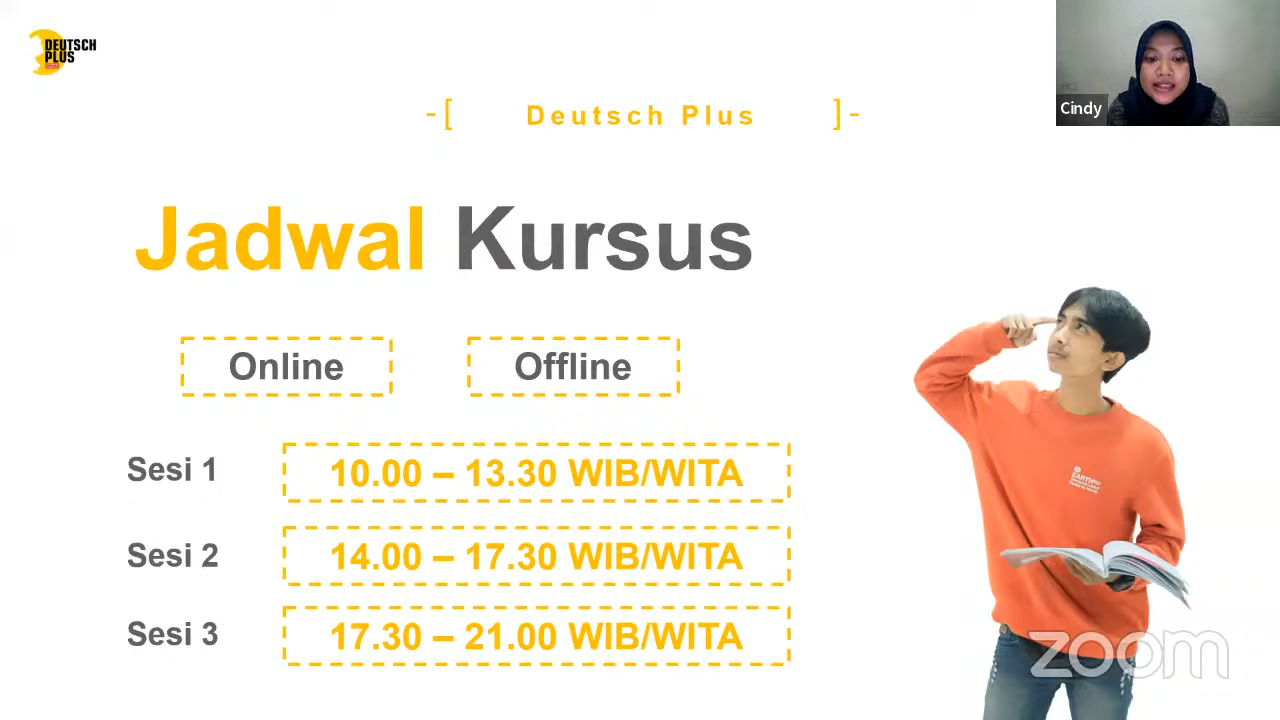 DEUTSCH
PLUS
Cindy
-[ Deutsch Plus ]-
Jadwal Kursus
Online
Offline
Sesi 1
10.00 – 13.30 WIB/WITA
Sesi 2
14.00 – 17.30 WIB/WITA
Sesi 3
17.30 – 21.00 WIB/WITA
EARTH
zoom